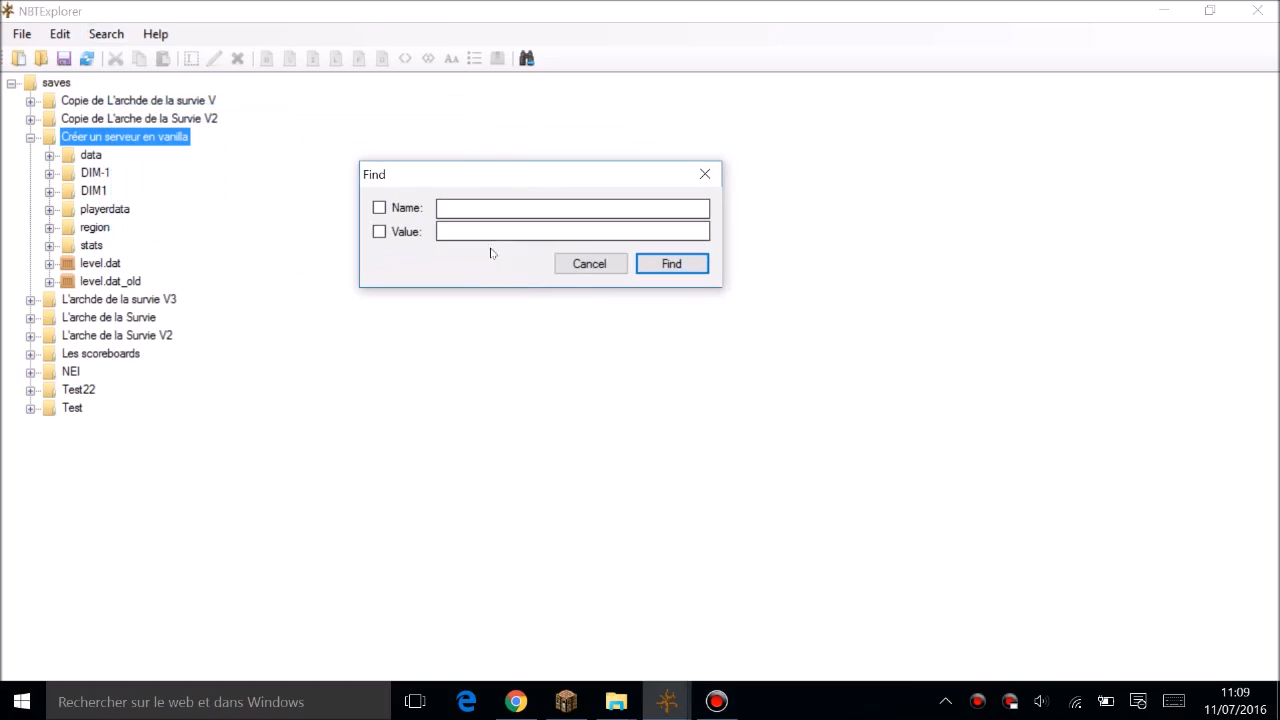 NBTExplorer
File Edit Search Help
saves
Copie de L'archde de la survie V
Copie de L'arche de la Survie V2
Créer un serveur en vanilla
data
DIM-1
DIM1
playerdata
region
stats
level.dat
level.dat_old
L'archde de la survie V3
L'arche de la Survie
L'arche de la Survie V2
Les scoreboards
NEI
Test22
Test
Find
Name:
Value:
Cancel Find
Rechercher sur le web et dans Windows
11:09
11/07/2016